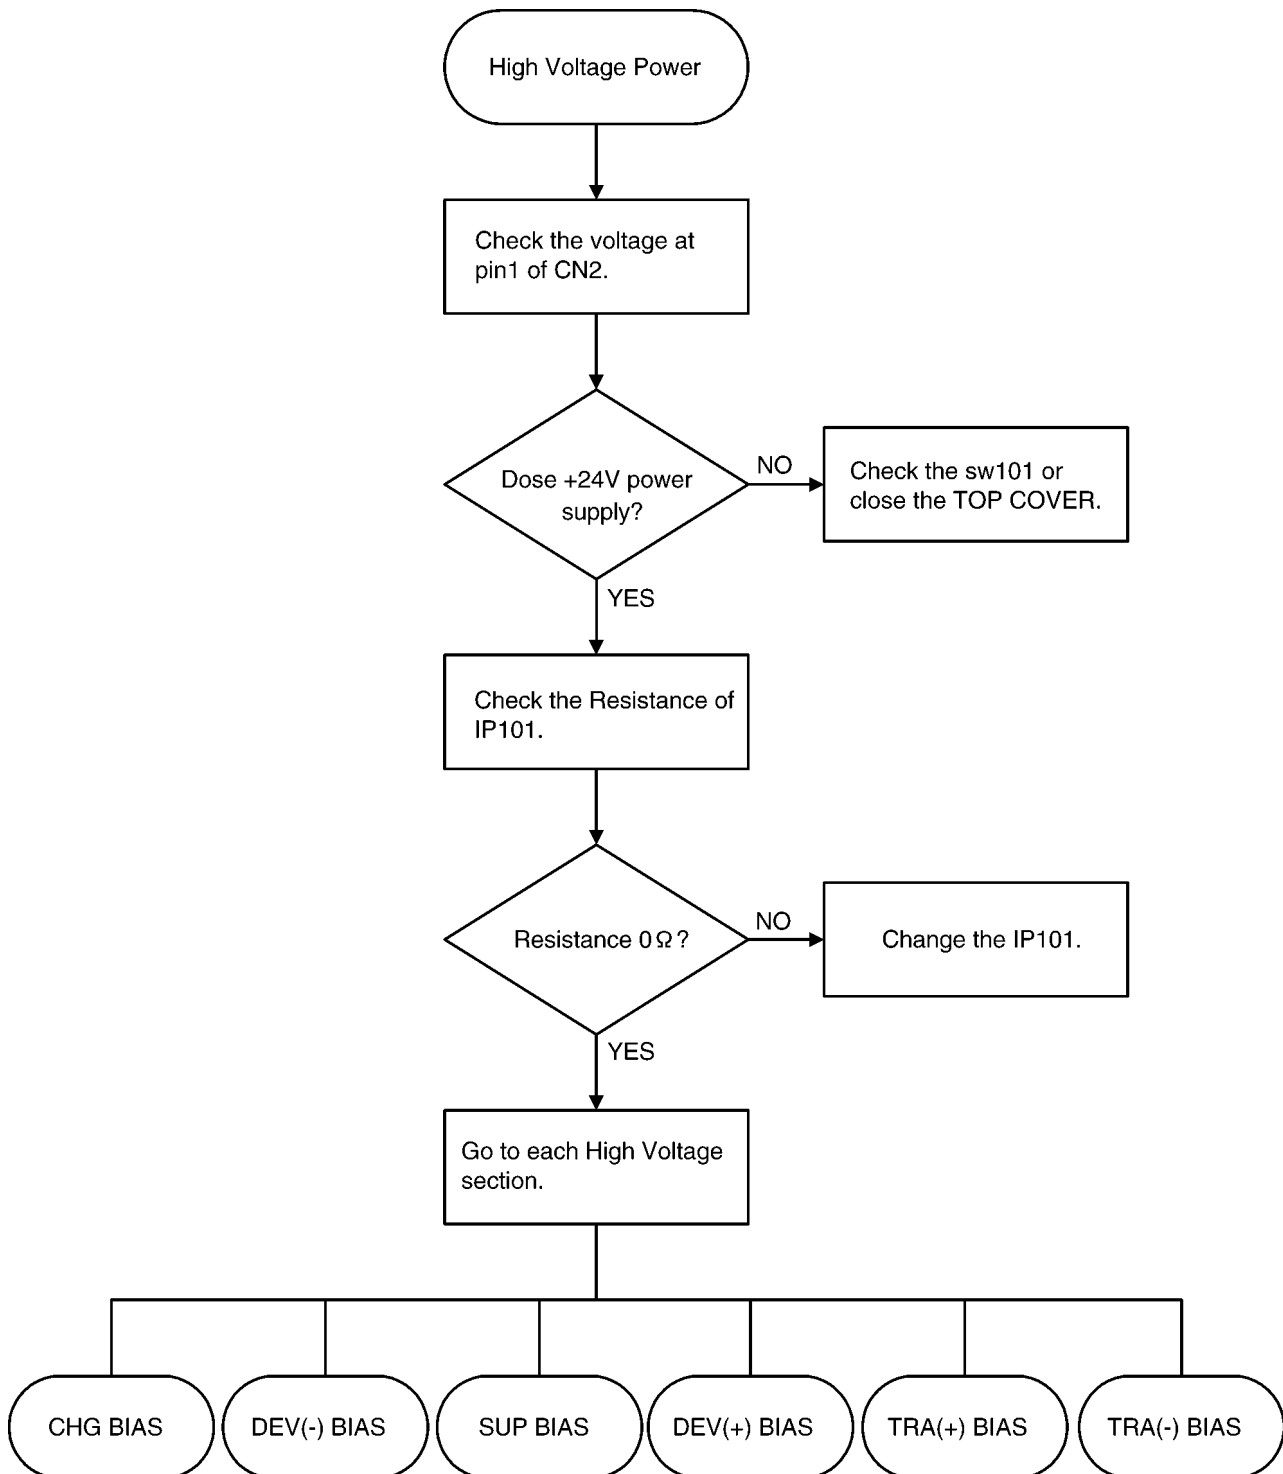 High Voltage Power
Check the voltage at
pin1 of CN2.
Dose +24V power
supply?
NO
Check the sw101 or
close the TOP COVER.
YES
Check the Resistance of
IP101.
Resistance 0Ω?
NO
Change the IP101.
YES
Go to each High Voltage
section.
CHG BIAS
DEV(-) BIAS
SUP BIAS
DEV(+) BIAS
TRA(+) BIAS
TRA(-) BIAS